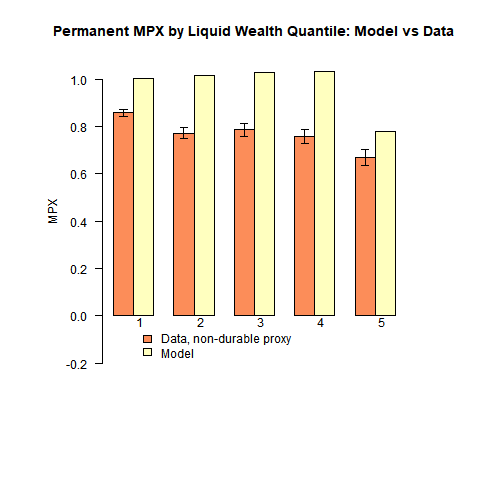 Permanent MPX by Liquid Wealth Quantile: Model vs Data
1.0
0.8
0.6
0.4
0.2
0.0
-0.2
MPX
1 2 3 4 5
Data, non-durable proxy
Model